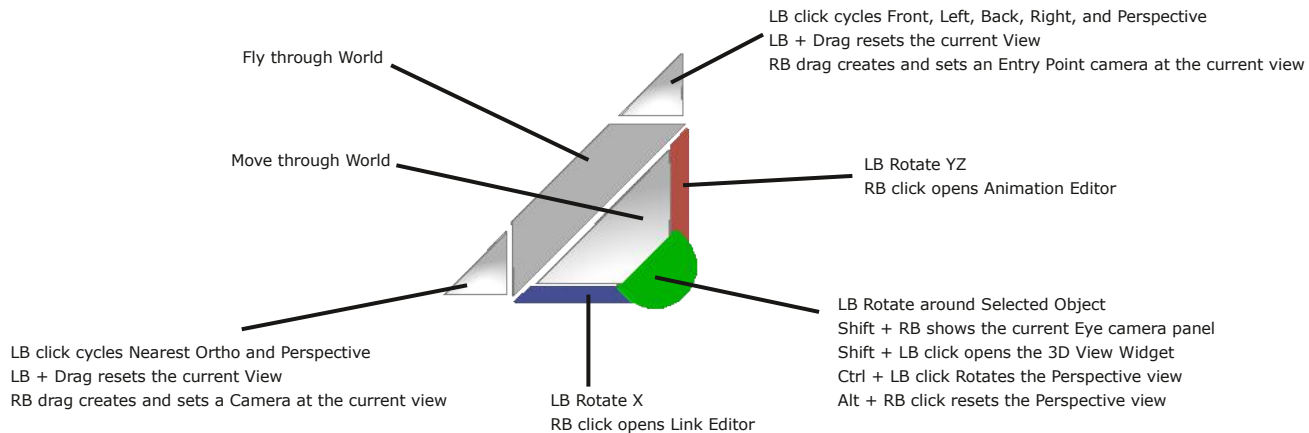 LB click cycles Front, Left, Back, Right, and Perspective
LB + Drag resets the current View
RB drag creates and sets an Entry Point camera at the current view
Fly through World
Move through World
LB Rotate YZ
RB click opens Animation Editor
LB Rotate around Selected Object
Shift + RB shows the current Eye camera panel
Shift + LB click opens the 3D View Widget
Ctrl + LB click Rotates the Perspective view
Alt + RB click resets the Perspective view
LB click cycles Nearest Ortho and Perspective
LB + Drag resets the current View
RB drag creates and sets a Camera at the current view
LB Rotate X
RB click opens Link Editor